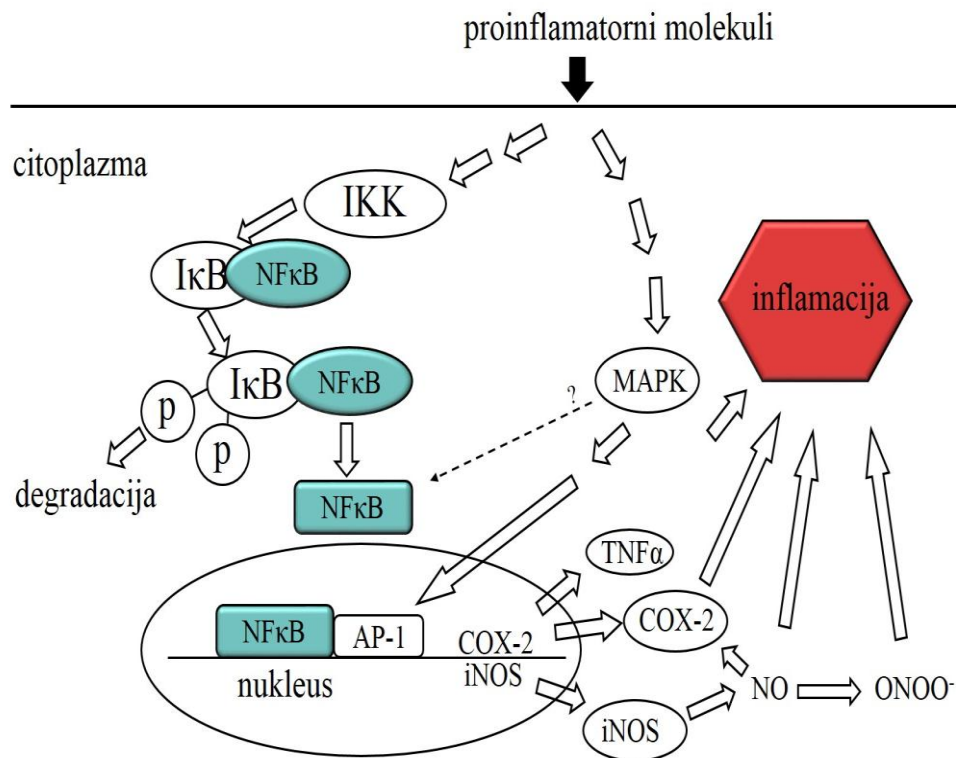 proinflamatorni molekuli
citoplazma
IKK
IκB
NFκB
inflamacija
IκB
NFκB
MAPK
?
p
p
degradacija
NFκB
TNFα
NFκB
AP-1
COX-2
iNOS
COX-2
nukleus
iNOS
NO
ONOO⁻